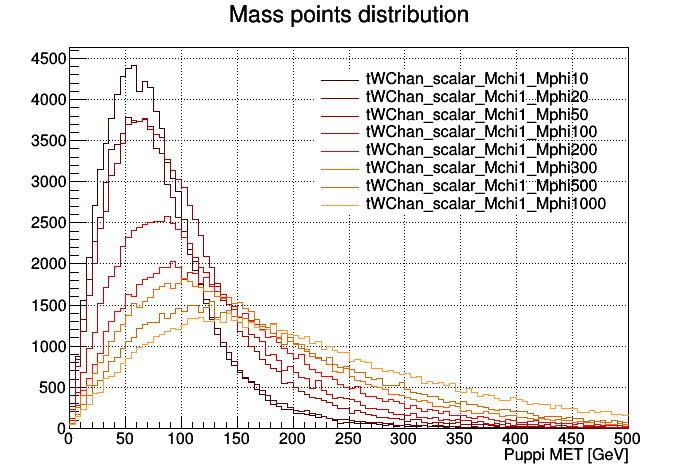 Mass points distribution
4500
4000
3500
3000
2500
2000
1500
1000
500
0
tWChan_scalar_Mchi1_Mphi10
tWChan_scalar_Mchi1_Mphi20
tWChan_scalar_Mchi1_Mphi50
tWChan_scalar_Mchi1_Mphi100
tWChan_scalar_Mchi1_Mphi200
tWChan_scalar_Mchi1_Mphi300
tWChan_scalar_Mchi1_Mphi500
tWChan_scalar_Mchi1_Mphi1000
0 50 100 150 200 250 300 350 400 450 500
Puppi MET [GeV]